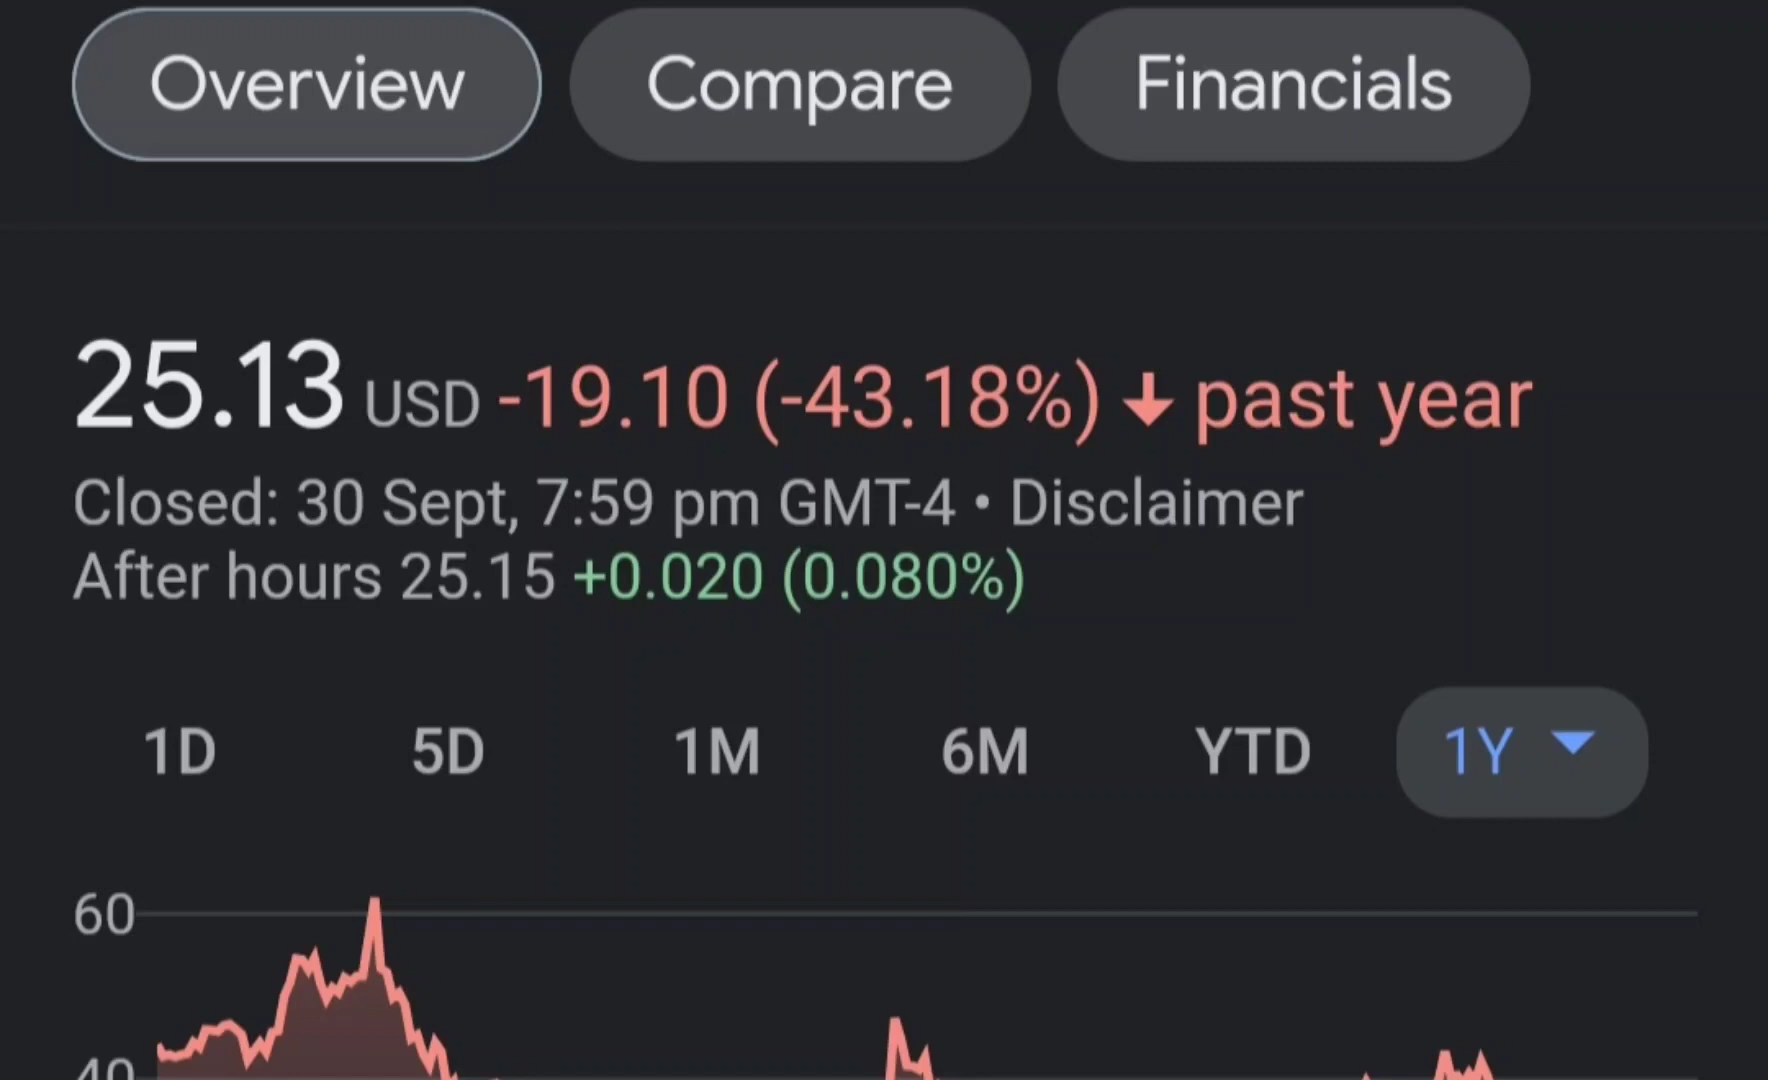 Overview Compare Financials
25.13 USD -19.10 (-43.18%) ↓ past year
Closed: 30 Sept, 7:59 pm GMT-4 • Disclaimer
After hours 25.15 +0.020 (0.080%)
1D 5D 1M 6M YTD 1Y
60
40